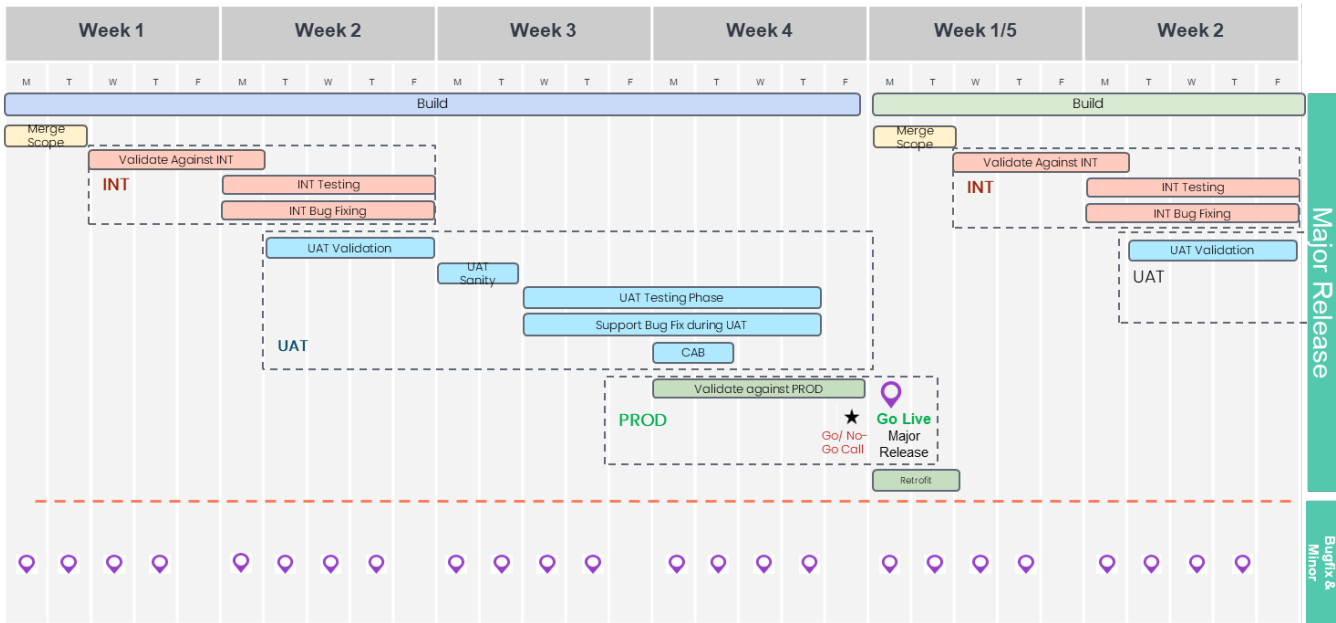 Week 1
Week 2
Week 3
Week 4
Week 1/5
Week 2
M T W T F M T W T F M T W T F M T W T F M T W T F M T W T F
Build
Build
Merge
Scope
Merge
Scope
Validate Against INT
Validate Against INT
INT
INT Testing
INT
INT Testing
INT Bug Fixing
INT Bug Fixing
UAT Validation
UAT Validation
UAT
Sanity
UAT
UAT Testing Phase
Support Bug Fix during UAT
UAT
CAB
Validate against PROD
PROD
Go/ No-
Go Call
Go Live
Major
Release
Retrofit
Major Release
Bugfix &
Minor